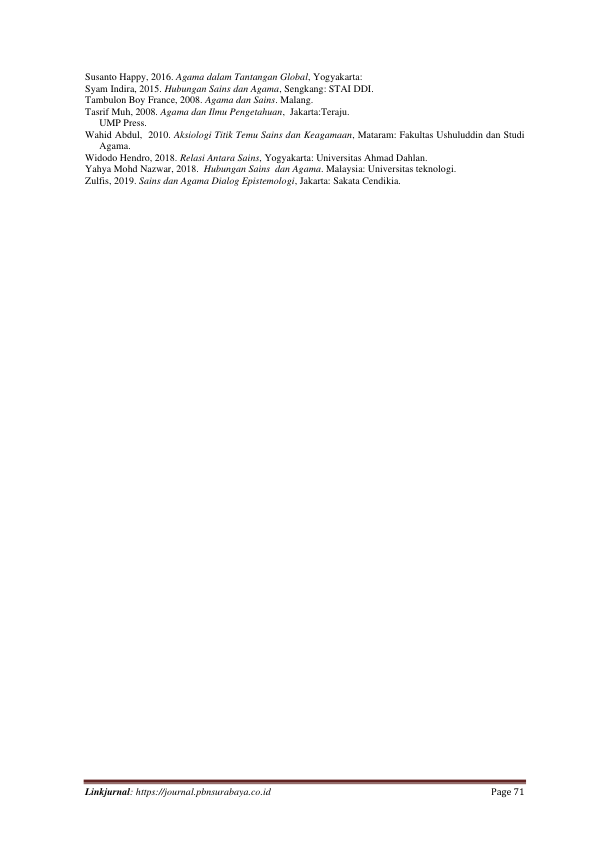 Susanto Happy, 2016. Agama dalam Tantangan Global, Yogyakarta:
Syam Indira, 2015. Hubungan Sains dan Agama, Sengkang: STAI DDI.
Tambulon Boy France, 2008. Agama dan Sains. Malang.
Tasrif Muh, 2008. Agama dan Ilmu Pengetahuan,  Jakarta:Teraju.
UMP Press.
Wahid Abdul,  2010. Aksiologi Titik Temu Sains dan Keagamaan, Mataram: Fakultas Ushuluddin dan Studi
Agama.
Widodo Hendro, 2018. Relasi Antara Sains, Yogyakarta: Universitas Ahmad Dahlan.
Yahya Mohd Nazwar, 2018.  Hubungan Sains  dan Agama. Malaysia: Universitas teknologi.
Zulfis, 2019. Sains dan Agama Dialog Epistemologi, Jakarta: Sakata Cendikia.
Linkjurnal: https://journal.pbnsurabaya.co.id Page 71